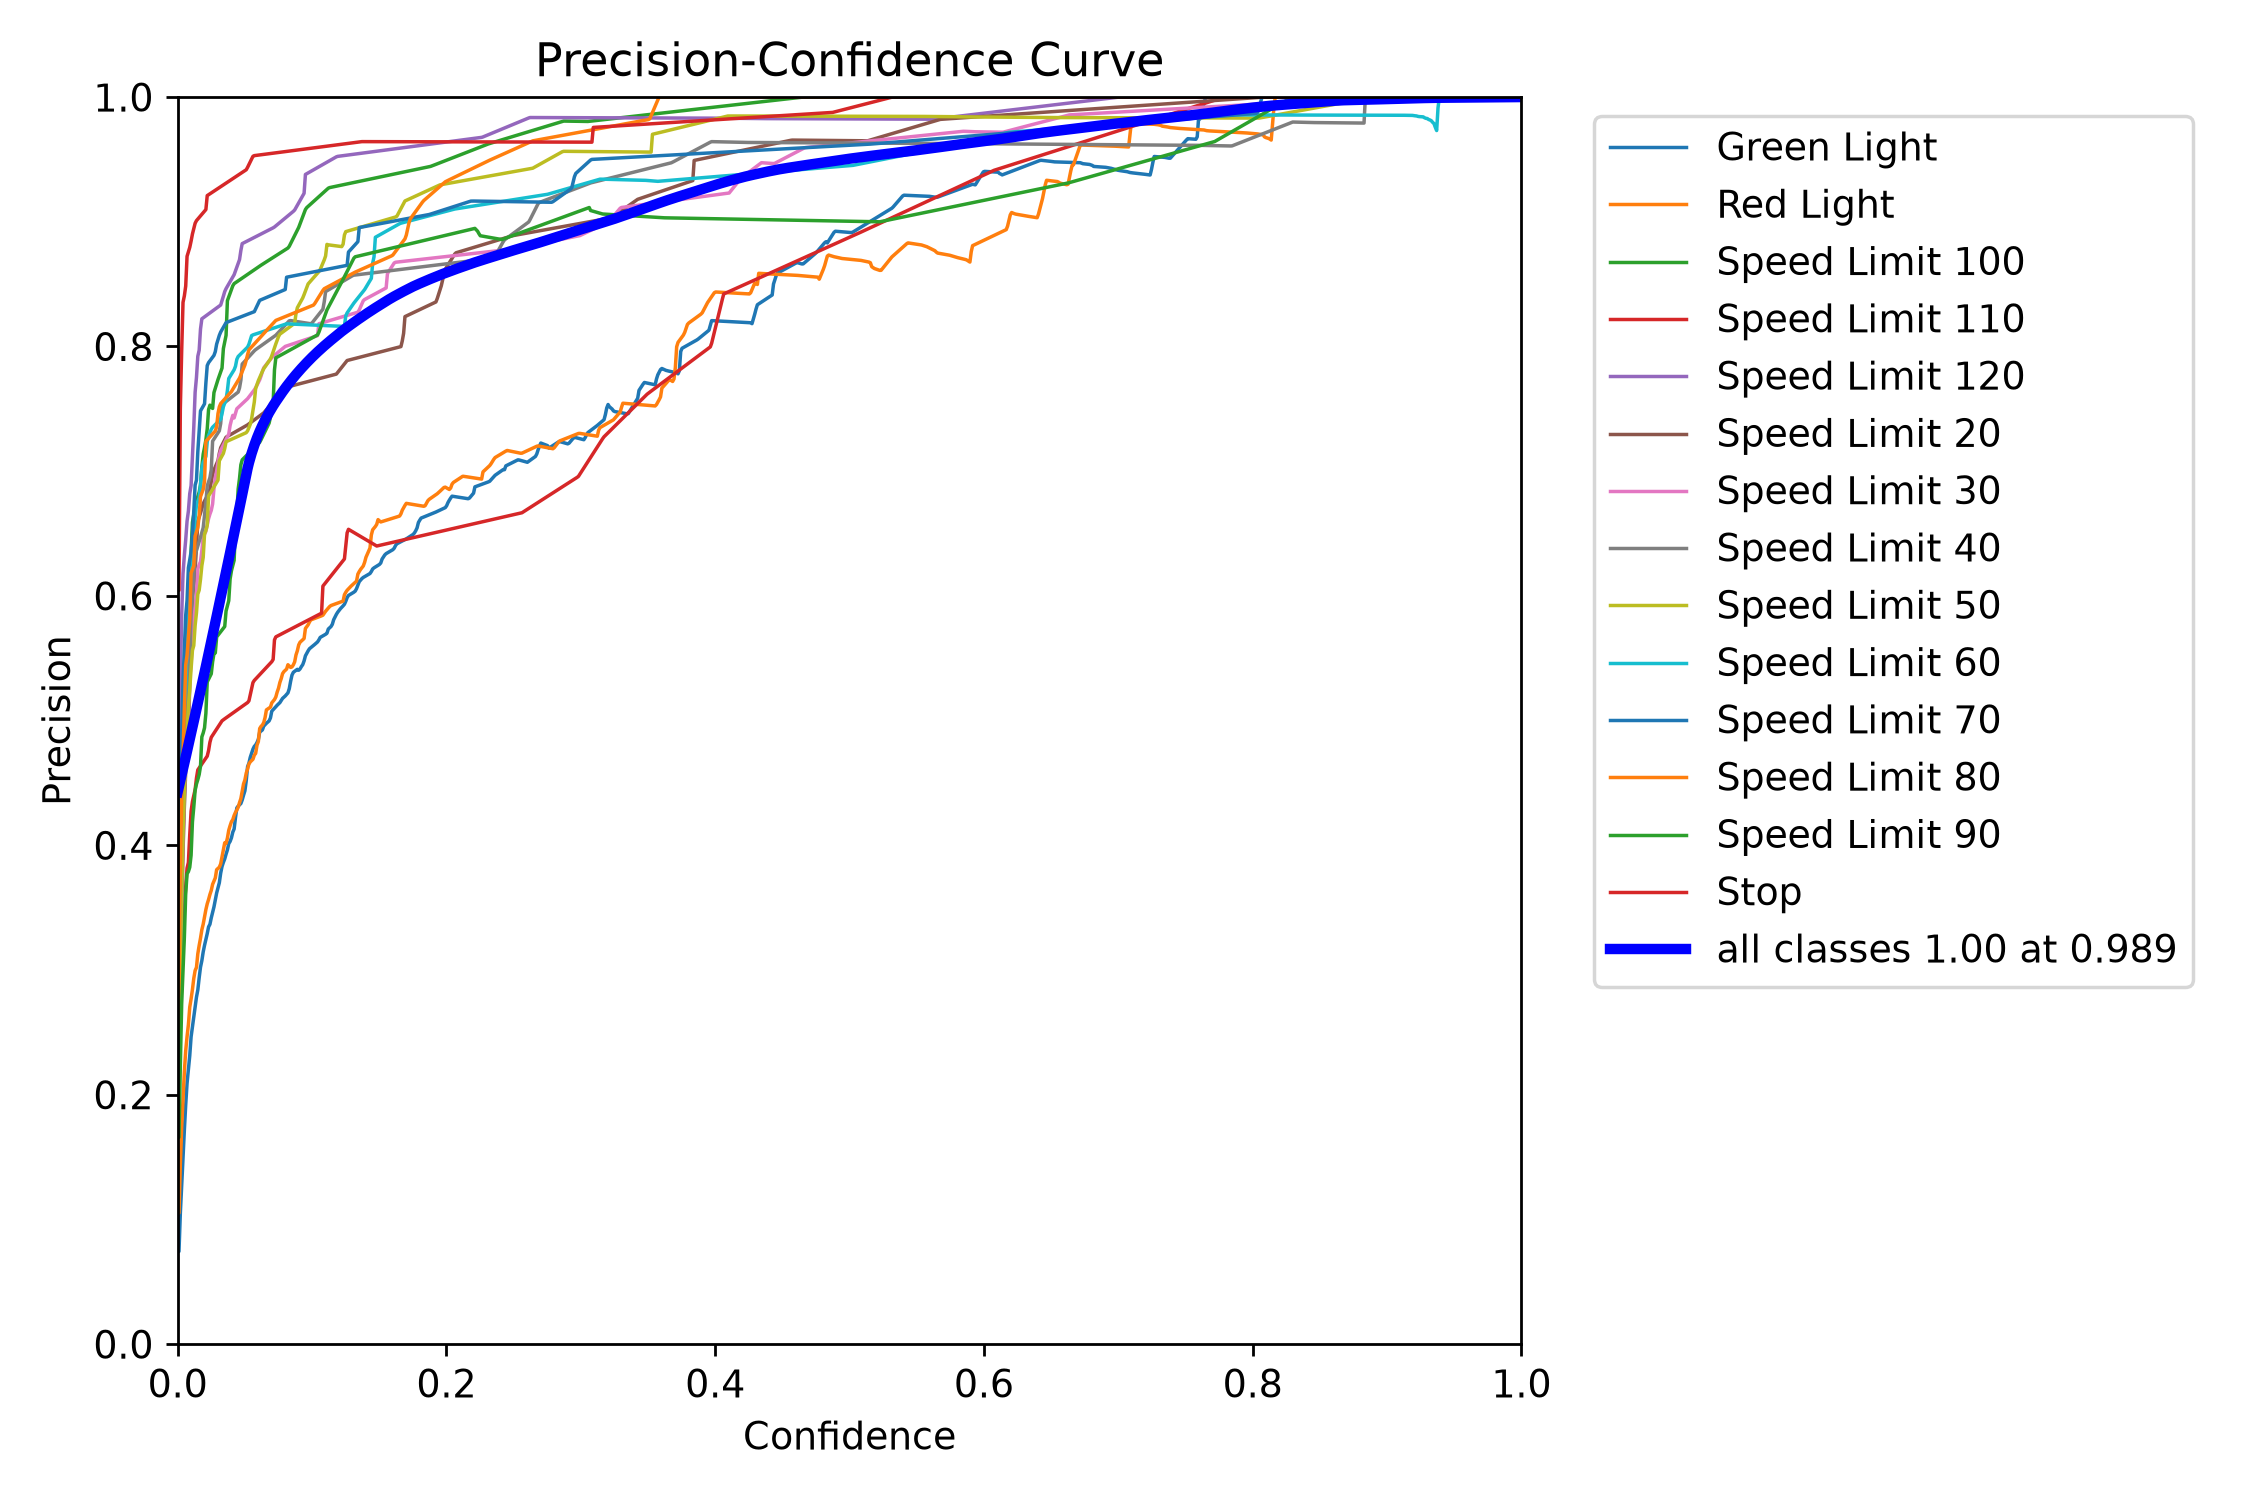 Precision-Confidence Curve
1.0
0.8
0.6
0.4
0.2
0.0
Precision
0.0 0.2 0.4 0.6 0.8 1.0
Confidence
Green Light
Red Light
Speed Limit 100
Speed Limit 110
Speed Limit 120
Speed Limit 20
Speed Limit 30
Speed Limit 40
Speed Limit 50
Speed Limit 60
Speed Limit 70
Speed Limit 80
Speed Limit 90
Stop
all classes 1.00 at 0.989